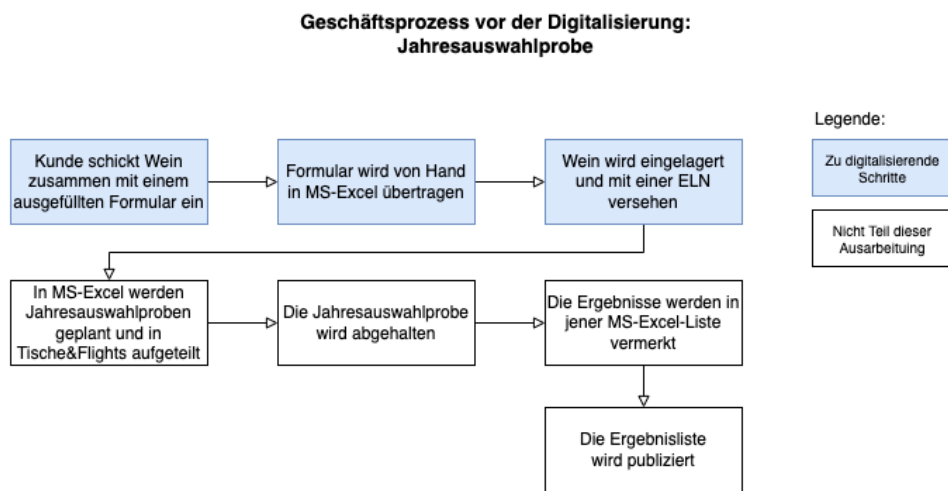 Geschäftsprozess vor der Digitalisierung:
Jahresauswahlprobe
Legende:
Kunde schickt Wein
zusammen mit einem
ausgefüllten Formular ein
Formular wird von Hand
in MS-Excel übertragen
Wein wird eingelagert
und mit einer ELN
versehen
Zu digitalisierende
Schritte
Nicht Teil dieser
Ausarbeituing
In MS-Excel werden
Jahresauswahlproben
geplant und in
Tische&Flights aufgeteilt
Die Jahresauswahlprobe
wird abgehalten
Die Ergebnisse werden in
jener MS-Excel-Liste
vermerkt
Die Ergebnisliste
wird publiziert